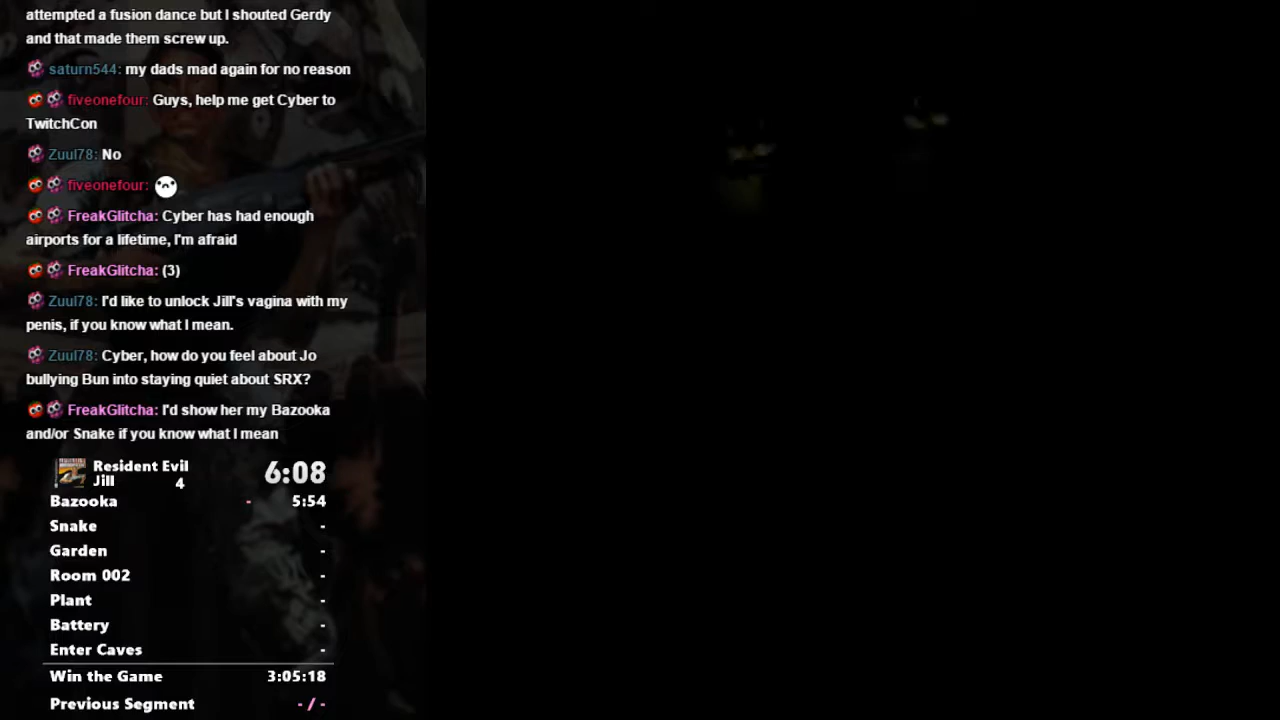 attempted a fusion dance but I shouted Gerdy
and that made them screw up.
saturn544: my dads mad again for no reason
fiveonefour: Guys, help me get Cyber to
TwitchCon
Zuul78: No
fiveonefour:
FreakGlitcha: Cyber has had enough
airports for a lifetime, I'm afraid
FreakGlitcha: (3)
Zuul78: I'd like to unlock Jill's vagina with my
penis, if you know what I mean.
Zuul78: Cyber, how do you feel about Jo
bullying Bun into staying quiet about SRX?
FreakGlitcha: I'd show her my Bazooka
and/or Snake if you know what I mean
Resident Evil 6:08
Jill 4
Bazooka - 5:54
Snake -
Garden -
Room 002 -
Plant -
Battery -
Enter Caves -
Win the Game 3:05:18
Previous Segment - / -